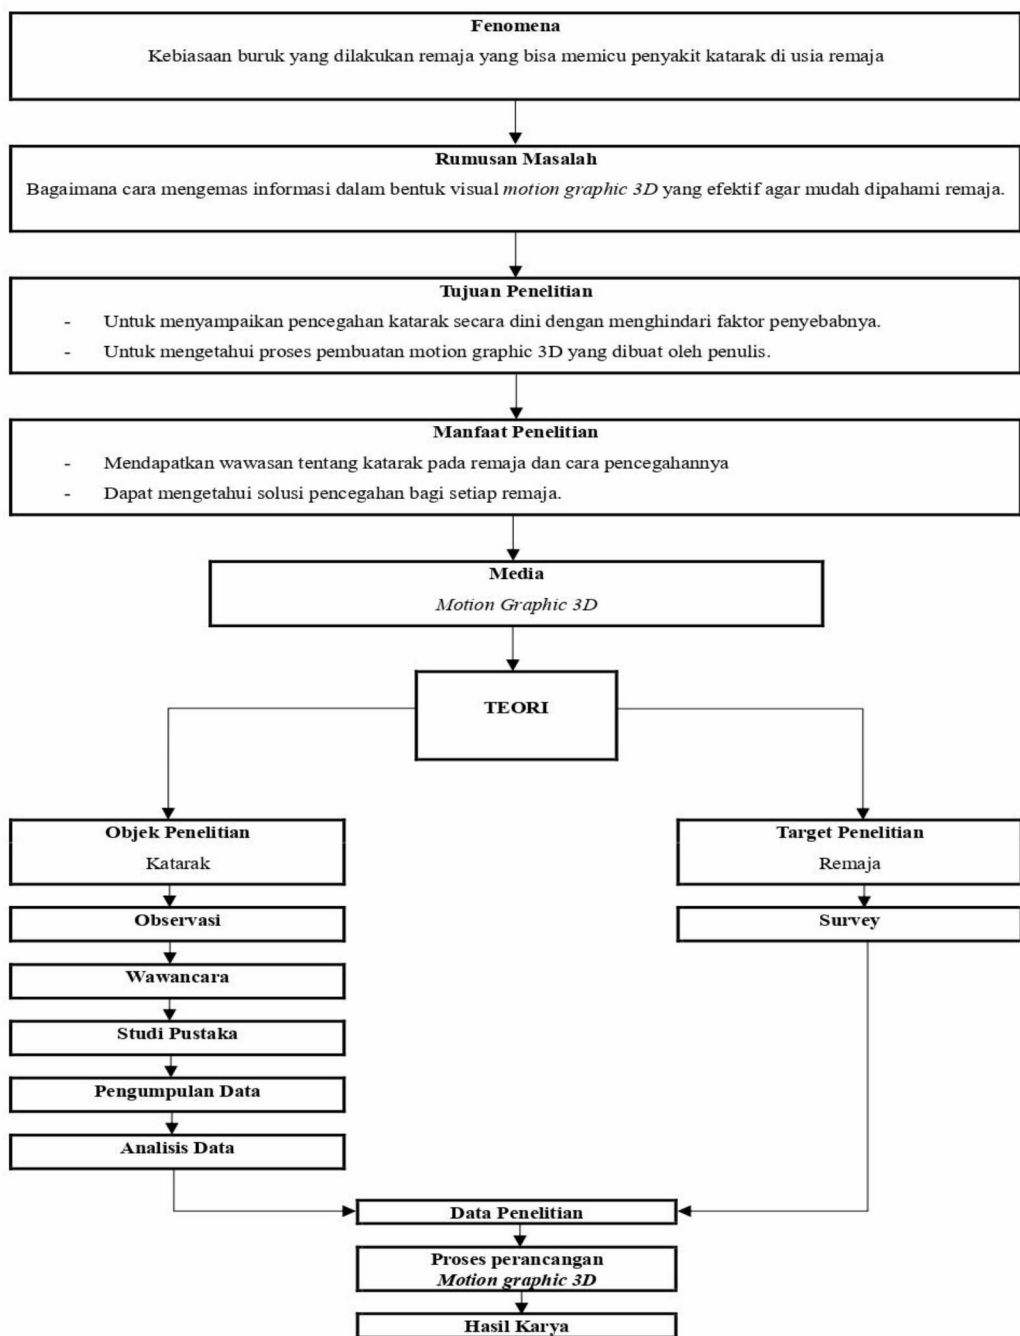 Fenomena
Kebiasaan buruk yang dilakukan remaja yang bisa memicu penyakit katarak di usia remaja
Rumusan Masalah
Bagaimana cara mengemas informasi dalam bentuk visual motion graphic 3D yang efektif agar mudah dipahami remaja.
Tujuan Penelitian
- Untuk menyampaikan pencegahan katarak secara dini dengan menghindari faktor penyebabnya.
- Untuk mengetahui proses pembuatan motion graphic 3D yang dibuat oleh penulis.
Manfaat Penelitian
- Mendapatkan wawasan tentang katarak pada remaja dan cara pencegahannya
- Dapat mengetahui solusi pencegahan bagi setiap remaja.
Media
Motion Graphic 3D
TEORI
Objek Penelitian
Katarak
Observasi
Wawancara
Studi Pustaka
Pengumpulan Data
Analisis Data
Target Penelitian
Remaja
Survey
Data Penelitian
Proses perancangan
Motion graphic 3D
Hasil Karya